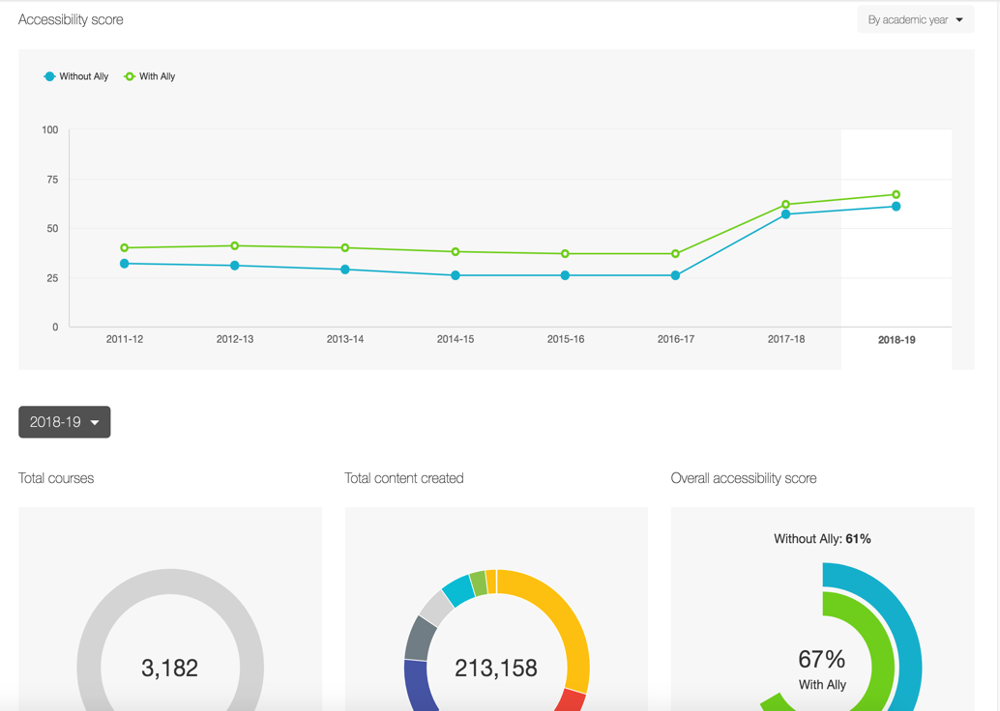 Accessibility score
By academic year
Without Ally With Ally
100
75
50
25
0
2011-12 2012-13 2013-14 2014-15 2015-16 2016-17 2017-18 2018-19
2018-19
Total courses Total content created Overall accessibility score
Without Ally: 61%
3,182 213,158 67%
With Ally